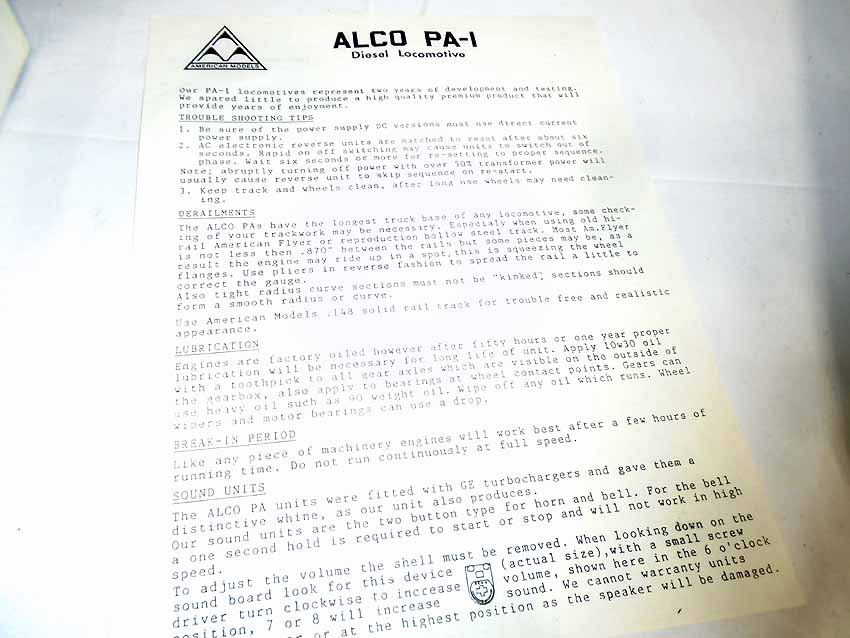 AMERICAN MODELS
ALCO PA-1
Diesel Locomotive
Our PA-1 locomotives represent two years of development and testing.
We spared little to produce a high quality premium product that will
provide years of enjoyment.
TROUBLE SHOOTING TIPS
1. Be sure of the power supply DC versions must use direct current
power supply.
2. AC electronic reverse units are matched to reset after about six
seconds. Rapid on off switching may cause units to switch out of
phase. Wait six seconds or more for re-setting to proper sequence.
Note; abruptly turning off power with over 50% transformer power will
usually cause reverse unit to skip sequence on re-start.
3. Keep track and wheels clean, after long use wheels may need clean-
ing.
DERAILMENTS
The ALCO PAs have the longest truck base of any locomotive, some check-
ing of your trackwork may be necessary. Especialy when using old hi-
rail American Flyer or reproduction hollow steel track. Most Am.Flyer
is not less then .870" between the rails but some pieces may be, as a
result the engine may ride up in a spot,this is squeezing the wheel
flanges. Use pliers in reverse fashion to spread the rail a little to
correct the gauge.
Also tight radius curve sections must not be "kinked", sections should
form a smooth radius or curve.
Use American Models .148 solid rail track for trouble free and realistic
appearance.
LUBRICATION
Engines are factory oiled however after fifty hours or one year proper
lubrication will be necessary for long life of unit. Apply 10w30 oil
with a toothpick to all gear axles which are visible on the outside of
the gearbox, also apply to bearings at wheel contact points. Gears can
use heavy oil such as 90 weight oil. Wipe off any oil which runs. Wheel
wipers and motor bearings can use a drop.
BREAK-IN PERIOD
Like any piece of machinery engines will work best after a few hours of
running time. Do not run continuously at full speed.
SOUND UNITS
The ALCO PA units were fitted with GE turbochargers and gave them a
distinctive whine, as our unit also produces.
Our sound units are the two button type for horn and bell. For the bell
a one second hold is required to start or stop and will not work in high
speed.
To adjust the volume the shell must be removed. When looking down on the
sound board look for this device (actual size),with a small screw
driver turn clockwise to increase volume, shown here in the 6 o'clock
position, 7 or 8 will increase sound. We cannot warranty units
or at the highest position as the speaker will be damaged.